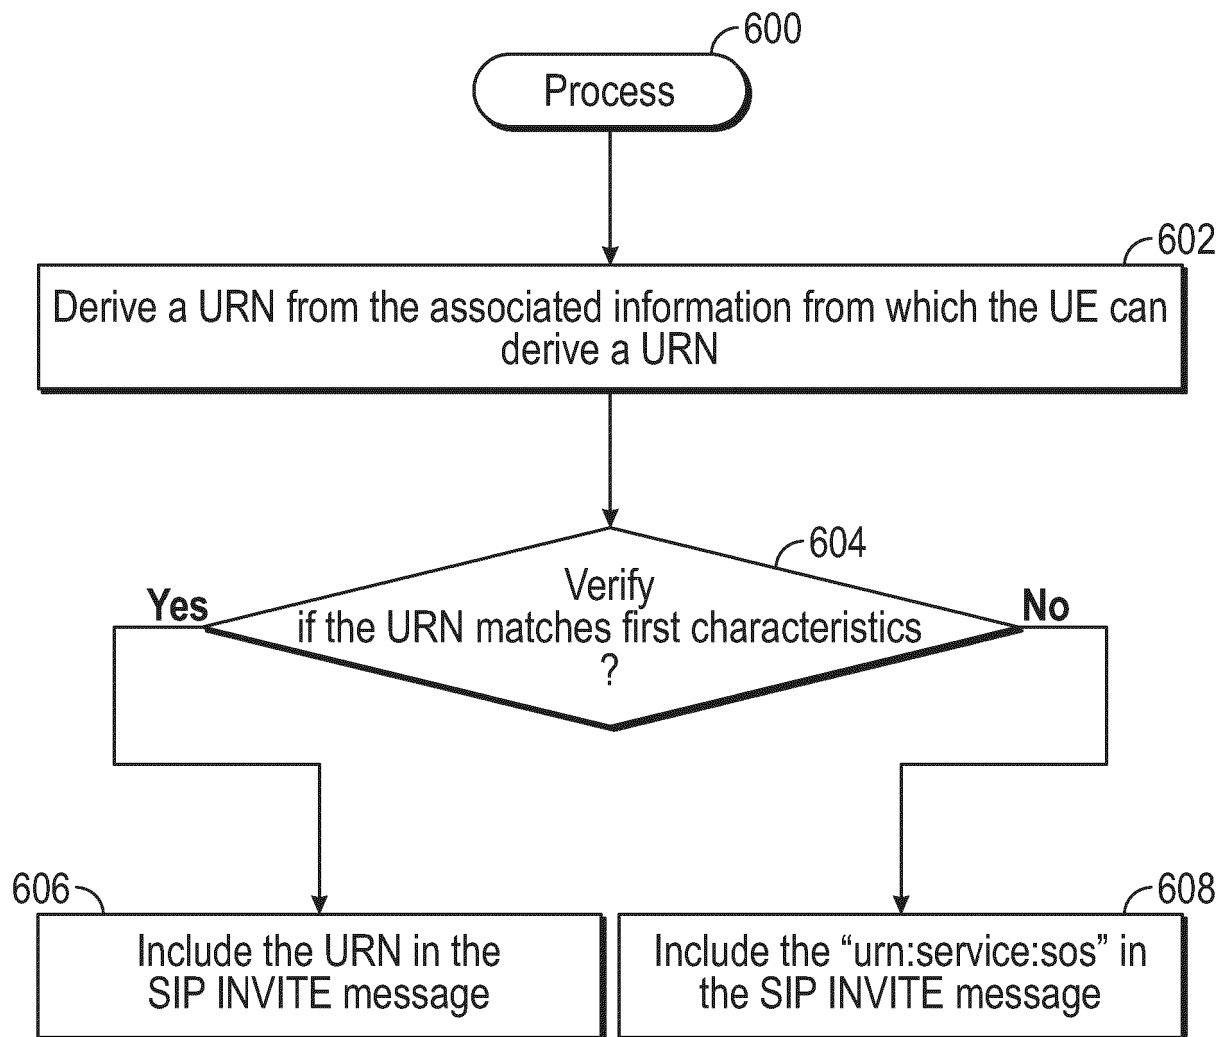 600
Process
602
Derive a URN from the associated information from which the UE can
derive a URN
604
Verify
if the URN matches first characteristics
?
Yes
No
606
Include the URN in the
SIP INVITE message
608
Include the “urn:service:sos” in
the SIP INVITE message